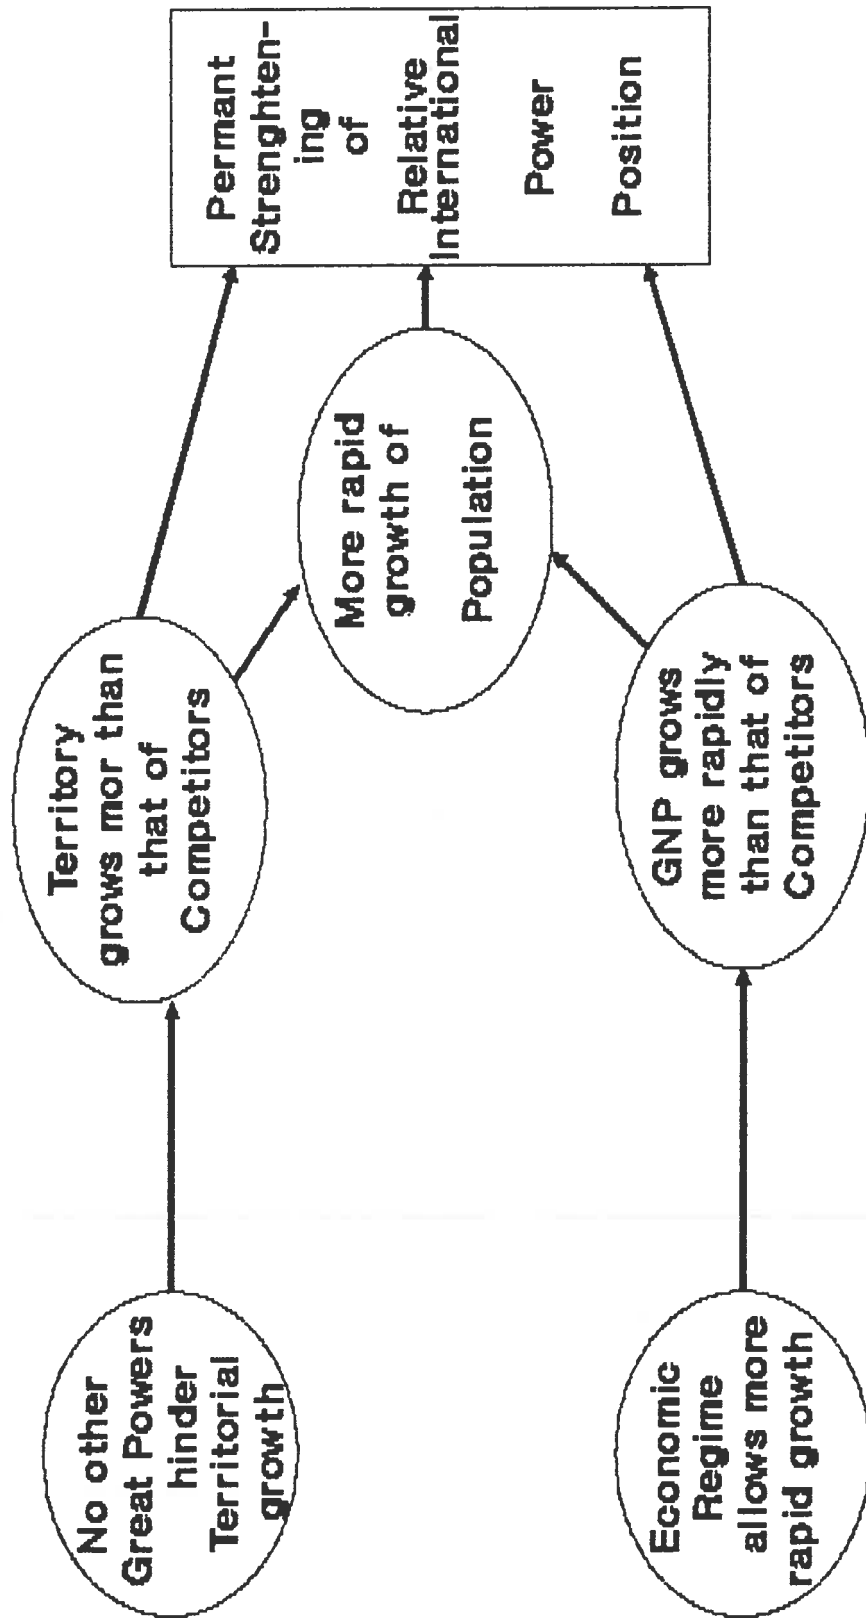 No other
Great Powers
hinder
Territorial
growth
Territory
grows mor than
that of
Competitors
More rapid
growth of
Population
Economic
Regime
allows more
rapid growth
GNP grows
more rapidly
than that of
Competitors
Permant
Strenghten-
ing
of
Relative
International
Power
Position